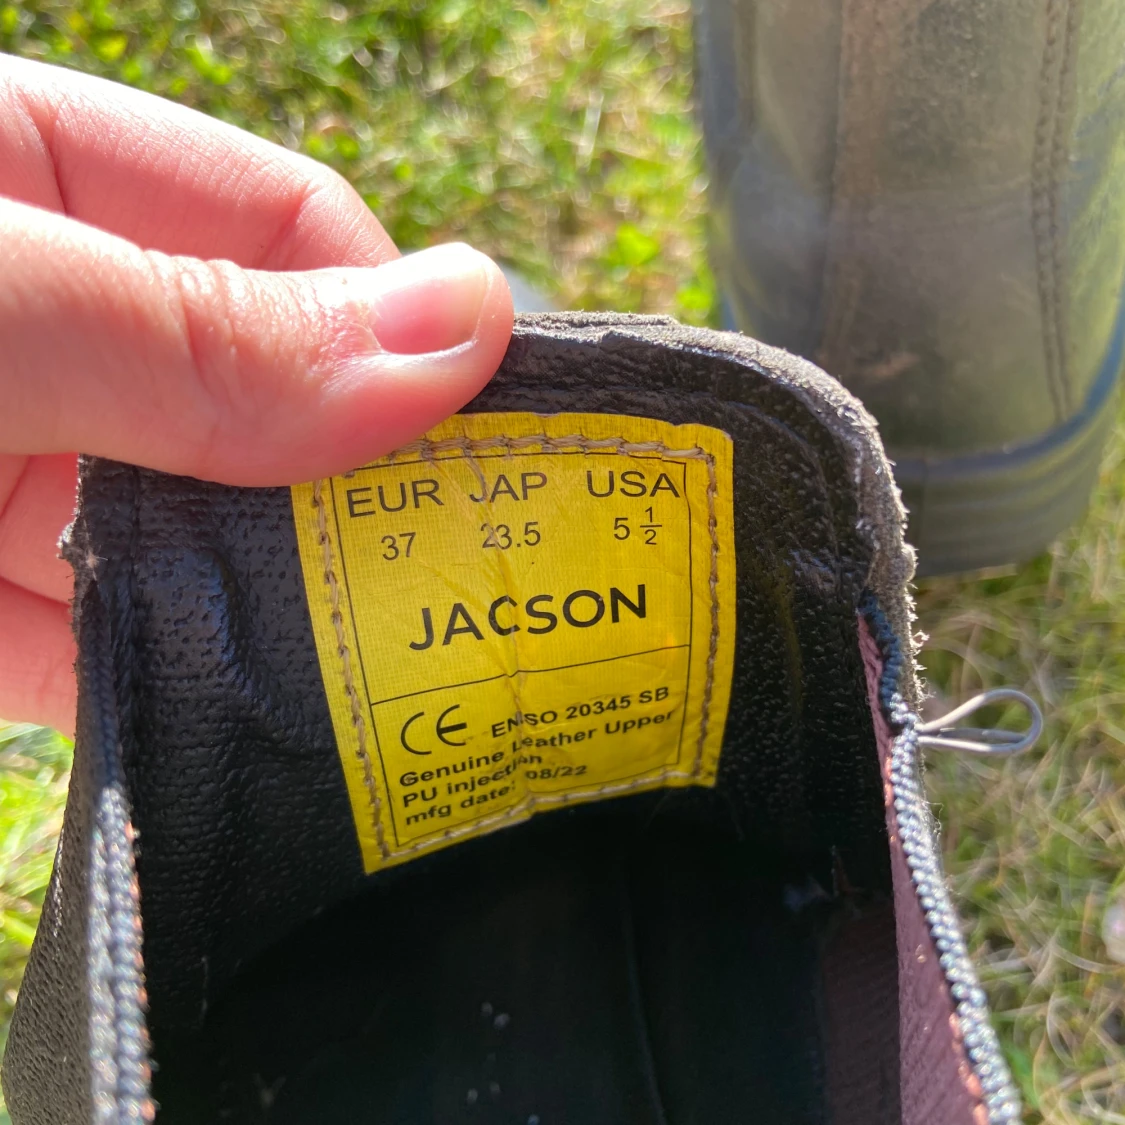 EUR JAP USA
37 23.5 5 1/2
JACSON
CE EN ISO 20345 SB
Genuine Leather Upper
PU injection
mfg date: 08/22